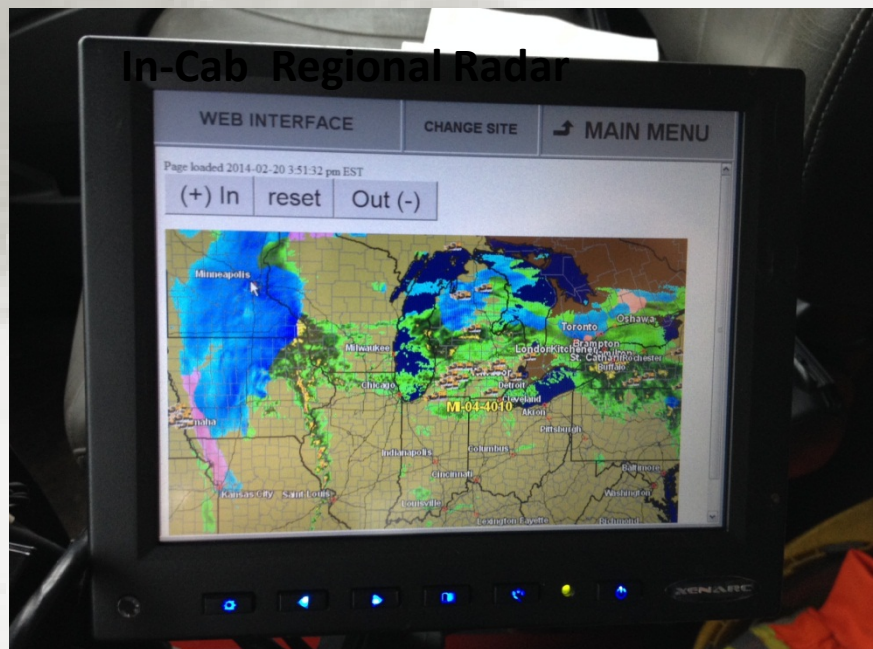 In-Cab Regional Radar
WEB INTERFACE
CHANGE SITE
MAIN MENU
Page loaded 2014-02-20 3:51:32 pm EST
(+) In
reset
Out (-)
Minneapolis
Toronto
Oshawa
Milwaukee
London
Kitchener
Brampton
St. Cathari
Rochester
Buffalo
Chicago
Detroit
Cleveland
MI-04-4010
Akron
Pittsburgh
maha
Indianapolis
Columbus
Cincinnati
Baltimore
Kansas City
Saint Louis
Washington
Louisville
Lexington-Fayette
Richmond
XENARC